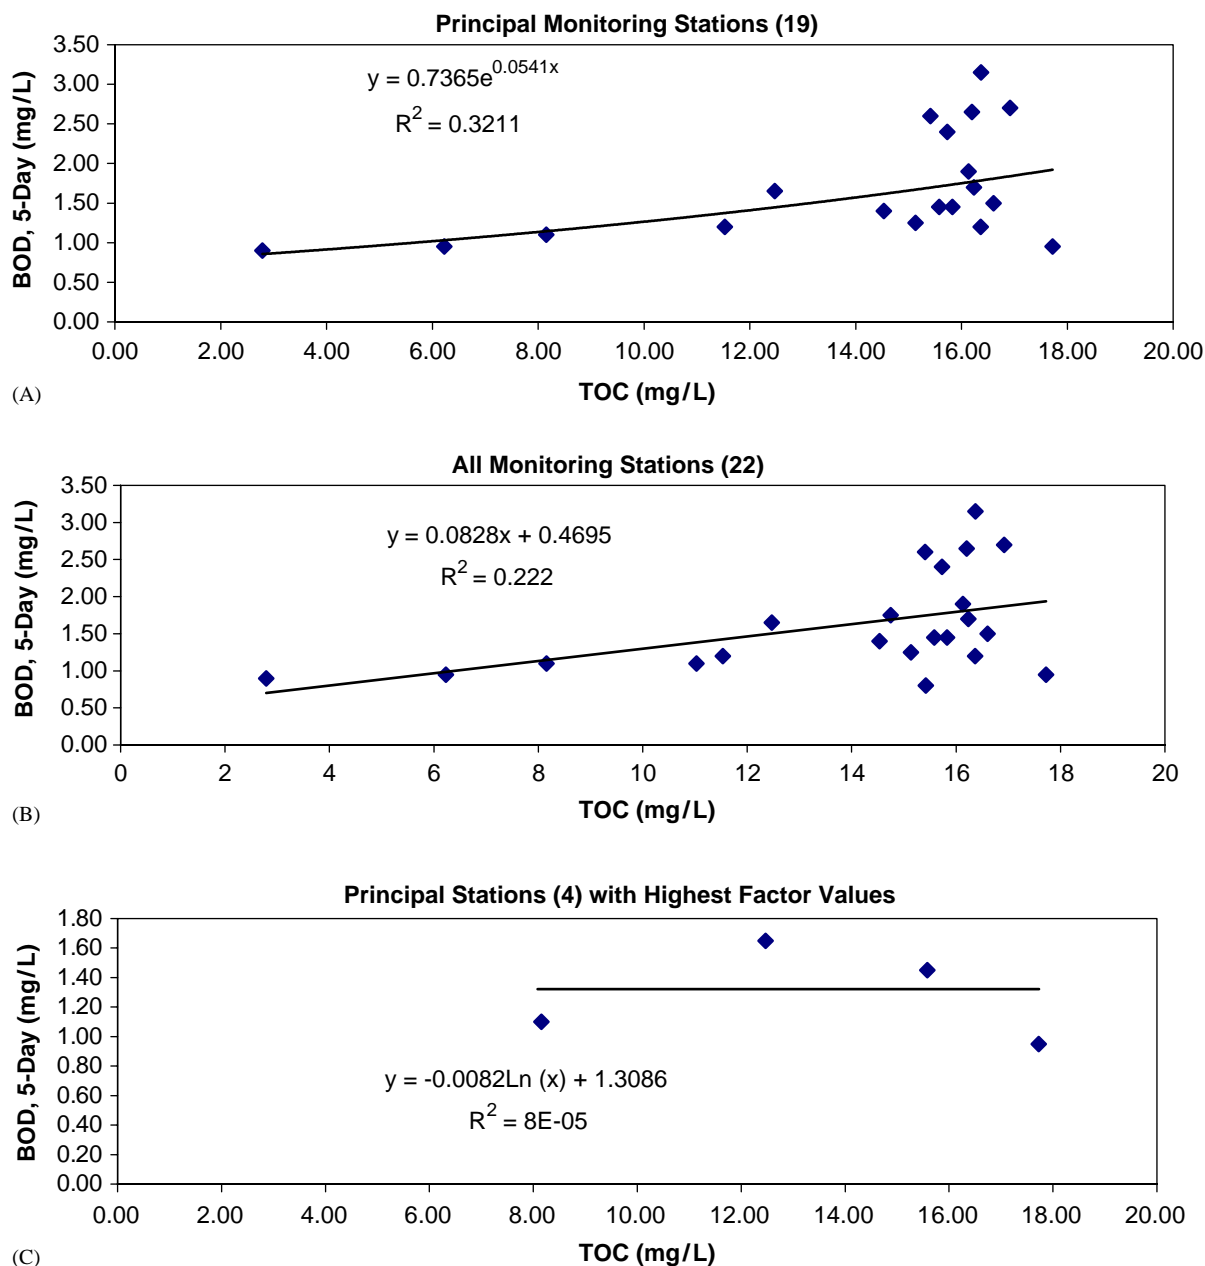 Principal Monitoring Stations (19)
BOD, 5-Day (mg/L)
3.50
3.00
2.50
2.00
1.50
1.00
0.50
0.00
y = 0.7365e^0.0541x
R^2 = 0.3211
0.00 2.00 4.00 6.00 8.00 10.00 12.00 14.00 16.00 18.00 20.00
TOC (mg/L)
(A)
All Monitoring Stations (22)
BOD, 5-Day (mg/L)
3.50
3.00
2.50
2.00
1.50
1.00
0.50
0.00
y = 0.0828x + 0.4695
R^2 = 0.222
0 2 4 6 8 10 12 14 16 18 20
TOC (mg/L)
(B)
Principal Stations (4) with Highest Factor Values
BOD, 5-Day (mg/L)
1.80
1.60
1.40
1.20
1.00
0.80
0.60
0.40
0.20
0.00
y = -0.0082Ln (x) + 1.3086
R^2 = 8E-05
0.00 2.00 4.00 6.00 8.00 10.00 12.00 14.00 16.00 18.00 20.00
TOC (mg/L)
(C)